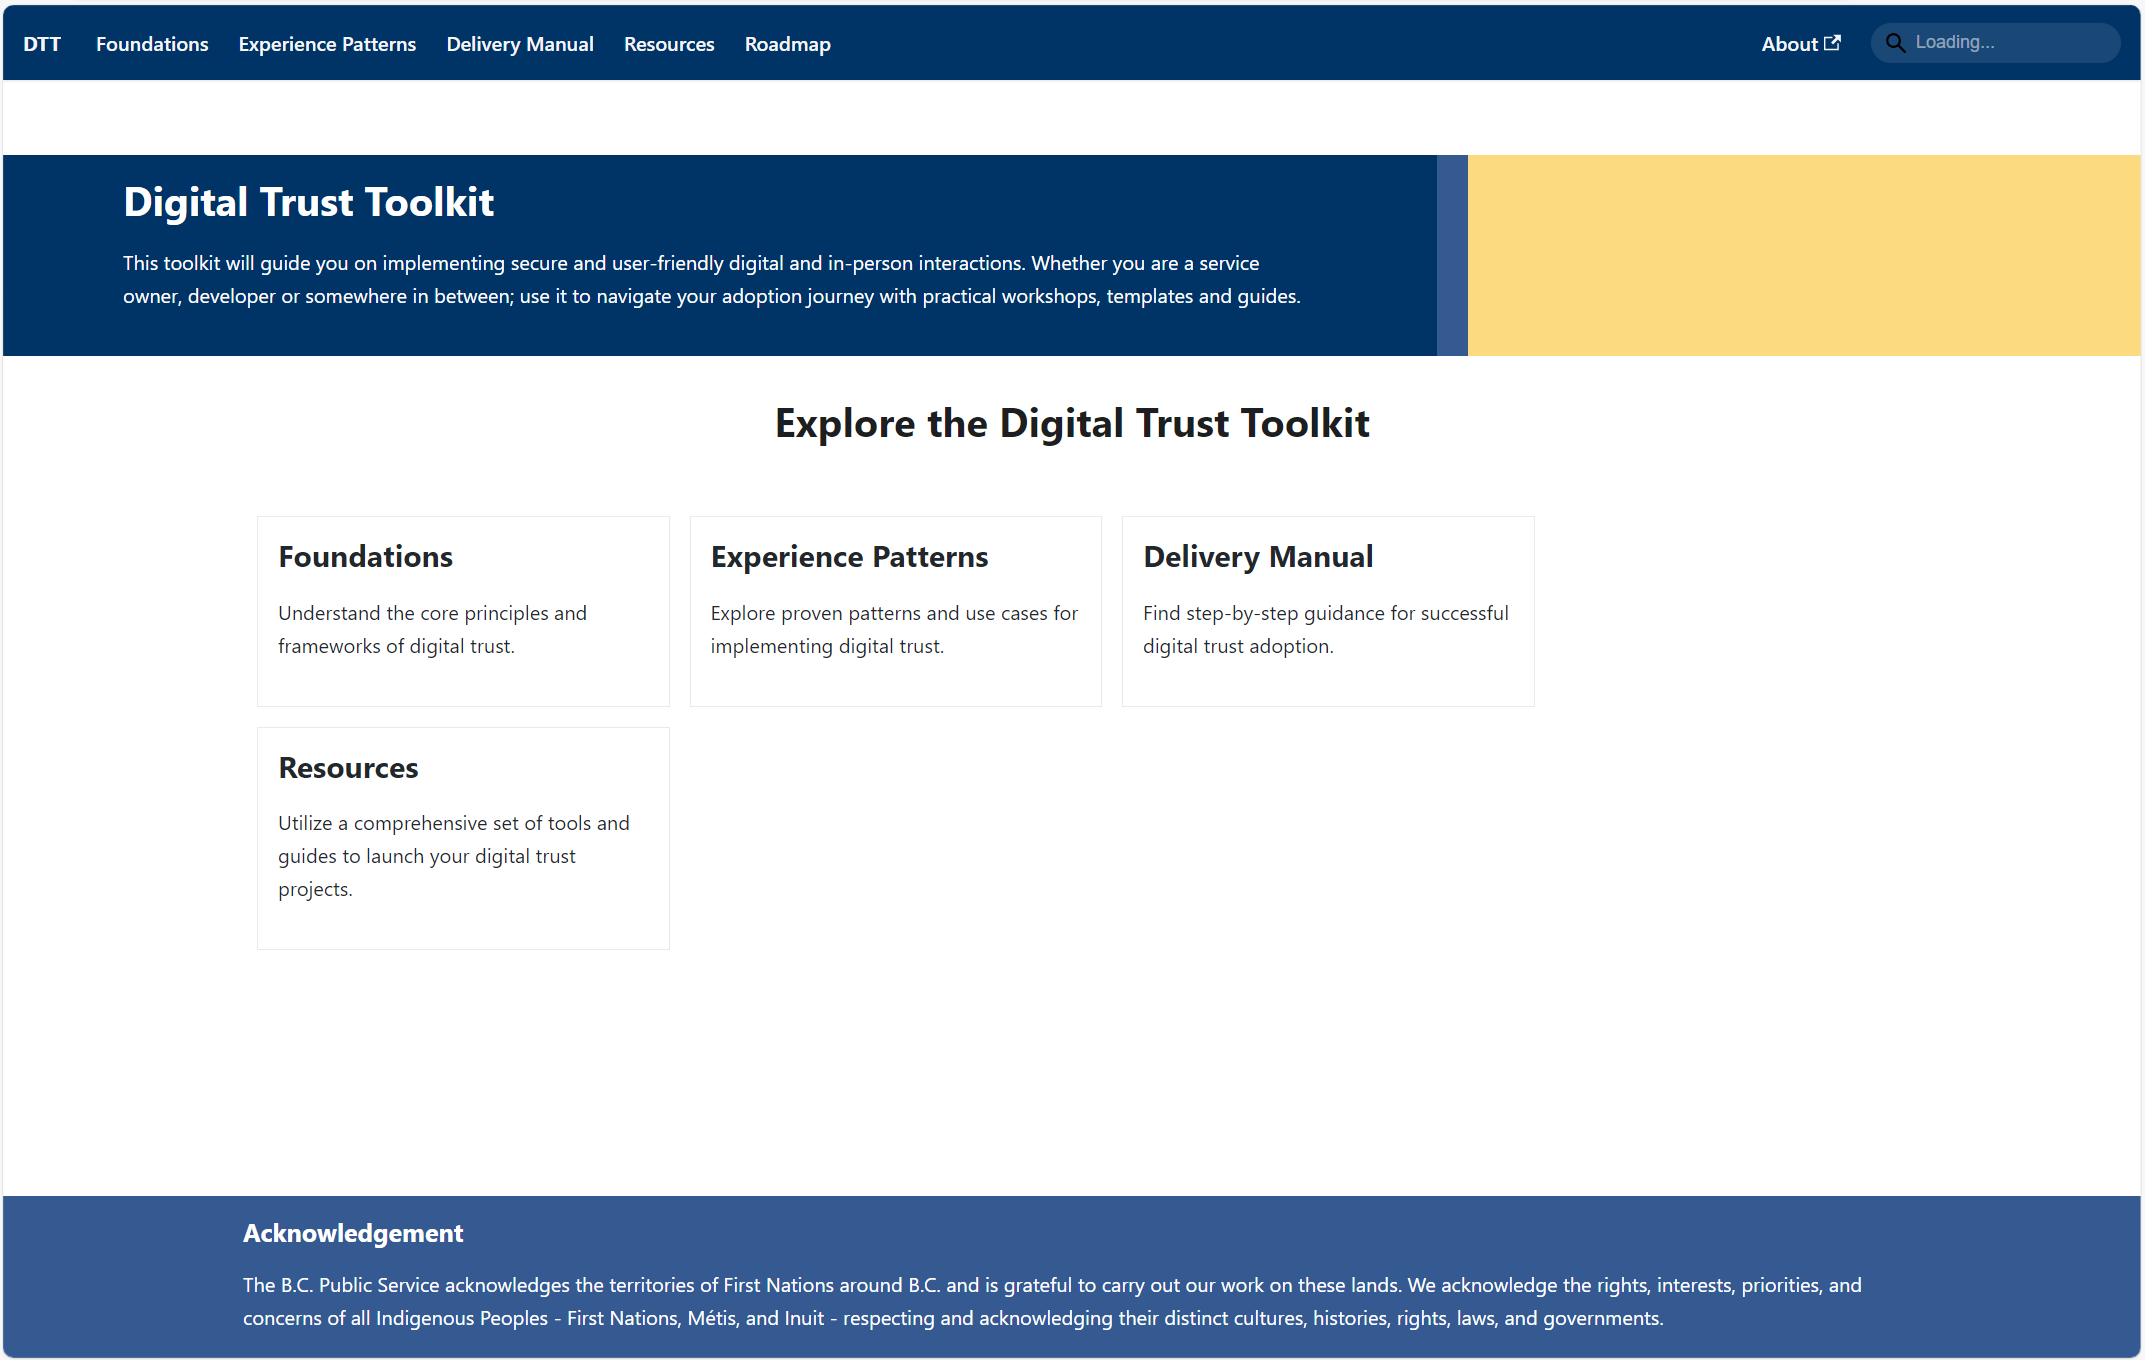 DTT Foundations Experience Patterns Delivery Manual Resources Roadmap About Loading...
Digital Trust Toolkit
This toolkit will guide you on implementing secure and user-friendly digital and in-person interactions. Whether you are a service
owner, developer or somewhere in between; use it to navigate your adoption journey with practical workshops, templates and guides.
Explore the Digital Trust Toolkit
Foundations
Understand the core principles and
frameworks of digital trust.
Experience Patterns
Explore proven patterns and use cases for
implementing digital trust.
Delivery Manual
Find step-by-step guidance for successful
digital trust adoption.
Resources
Utilize a comprehensive set of tools and
guides to launch your digital trust
projects.
Acknowledgement
The B.C. Public Service acknowledges the territories of First Nations around B.C. and is grateful to carry out our work on these lands. We acknowledge the rights, interests, priorities, and
concerns of all Indigenous Peoples - First Nations, Métis, and Inuit - respecting and acknowledging their distinct cultures, histories, rights, laws, and governments.